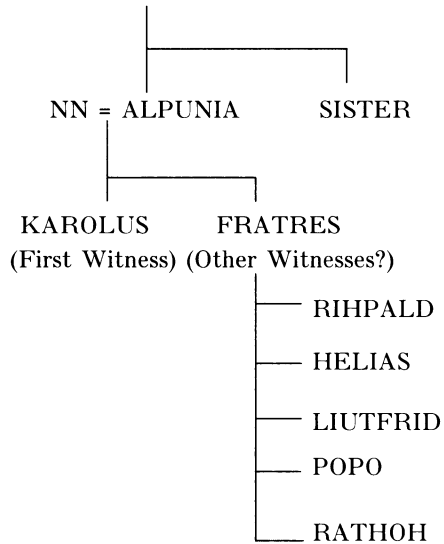 NN = ALPUNIA SISTER
KAROLUS FRATRES
(First Witness) (Other Witnesses?)
RIHPALD
HELIAS
LIUTFRID
POPO
RATHOH